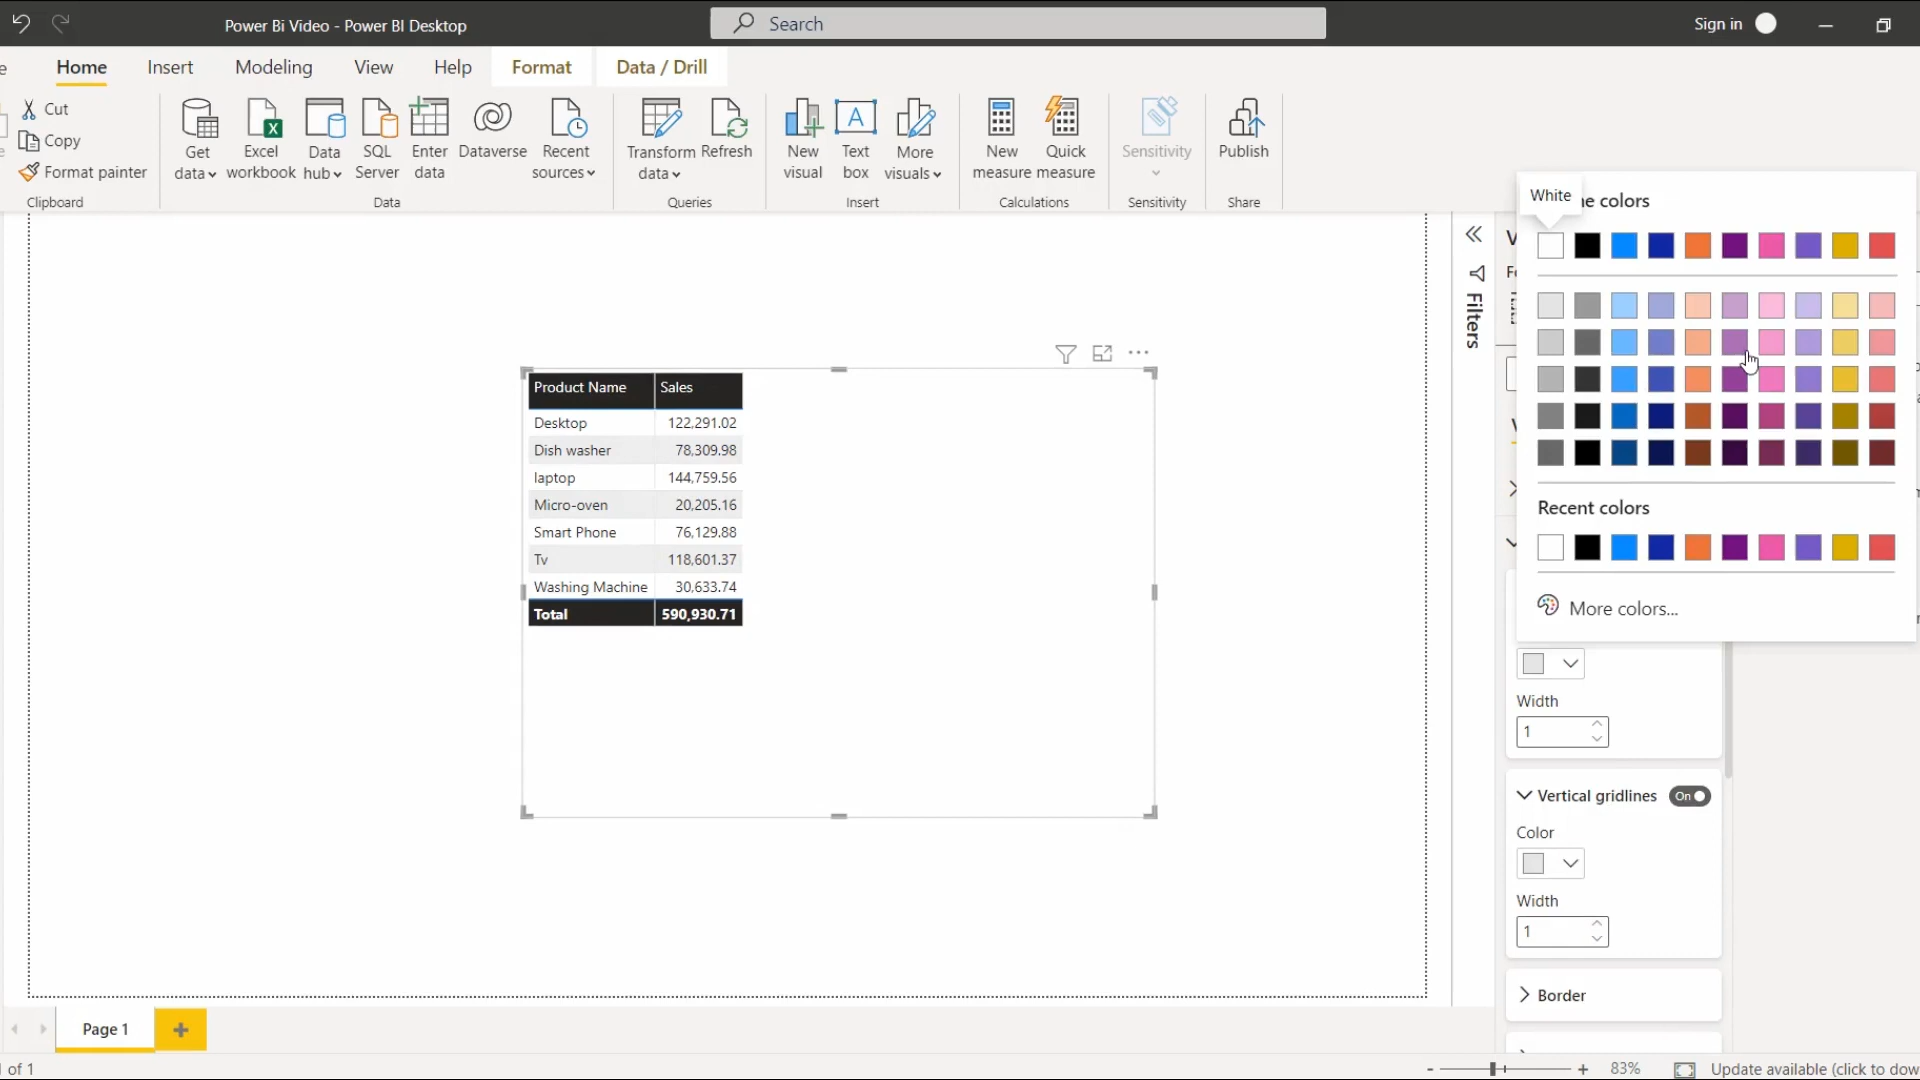 Power Bi Video - Power BI Desktop
Search
Sign in
Home Insert Modeling View Help Format Data / Drill
Cut
Copy
Format painter
Clipboard
Get data
Excel workbook
Data hub
SQL Server
Enter data
Dataverse
Recent sources
Data
Transform data
Refresh
Queries
New visual
Text box
More visuals
Insert
New measure
Quick measure
Calculations
Sensitivity
Sensitivity
Publish
Share
White
e colors
Recent colors
More colors...
Filters
Product Name Sales
Desktop 122,291.02
Dish washer 78,309.98
laptop 144,759.56
Micro-oven 20,205.16
Smart Phone 76,129.88
Tv 118,601.37
Washing Machine 30,633.74
Total 590,930.71
Width
1
Vertical gridlines On
Color
Width
1
Border
Page 1
of 1
83%
Update available (click to dow